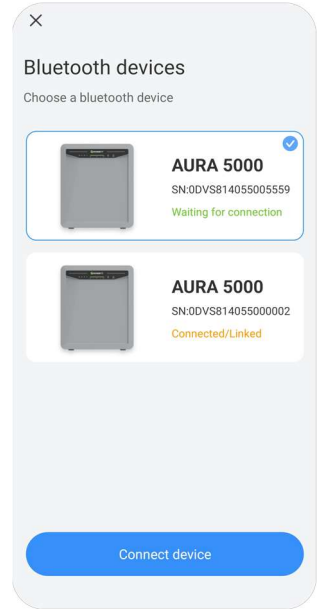 Bluetooth devices
Choose a bluetooth device
AURA 5000
SN:0DVS814055005559
Waiting for connection
AURA 5000
SN:0DVS814055000002
Connected/Linked
Connect device